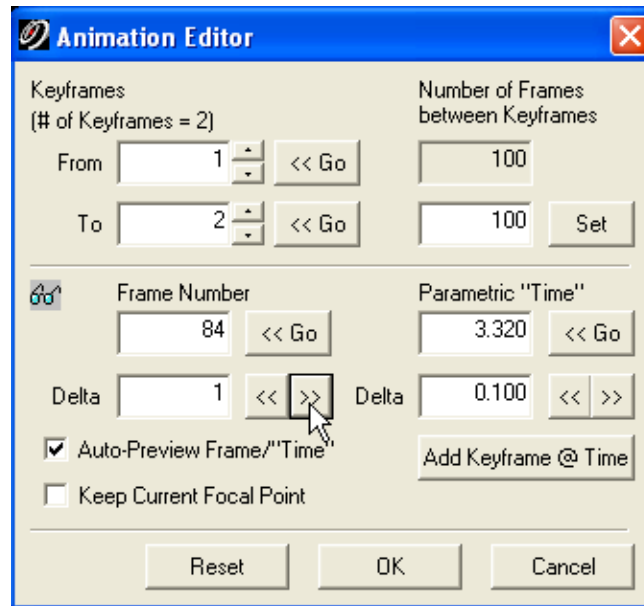 Animation Editor
Keyframes
(# of Keyframes = 2)
Number of Frames
between Keyframes
From 1 << Go 100
To 2 << Go 100 Set
Frame Number Parametric "Time"
84 << Go 3.320 << Go
Delta 1 << >> Delta 0.100 << >>
Auto-Preview Frame/"Time" Add Keyframe @ Time
Keep Current Focal Point
Reset OK Cancel